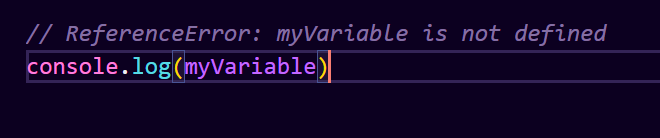 // ReferenceError: myVariable is not defined
console.log(myVariable)